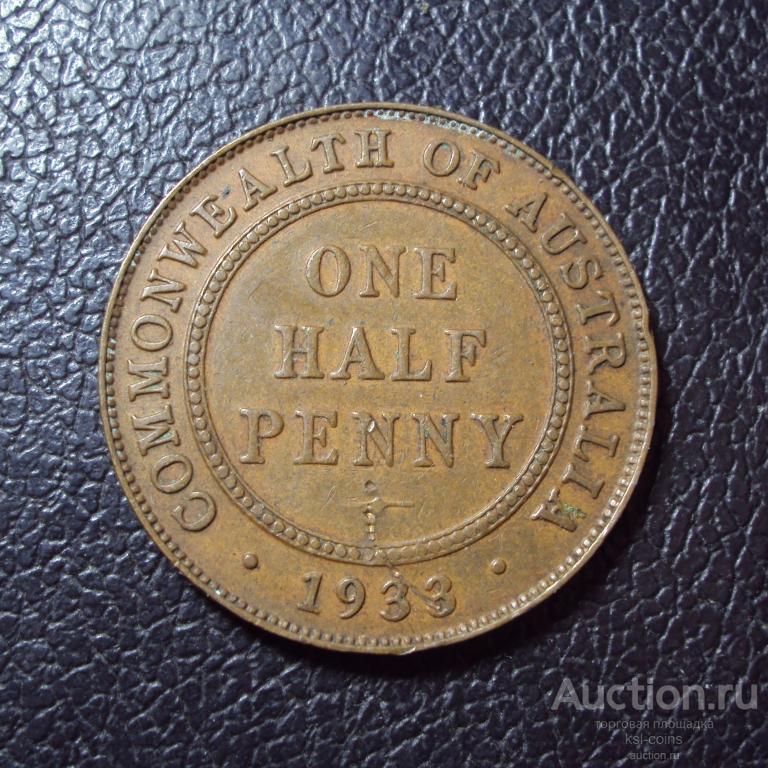 COMMONWEALTH OF AUSTRALIA
ONE
HALF
PENNY
· 1933 ·
Auction.ru
торговая площадка
ksl-coins
auction.ru